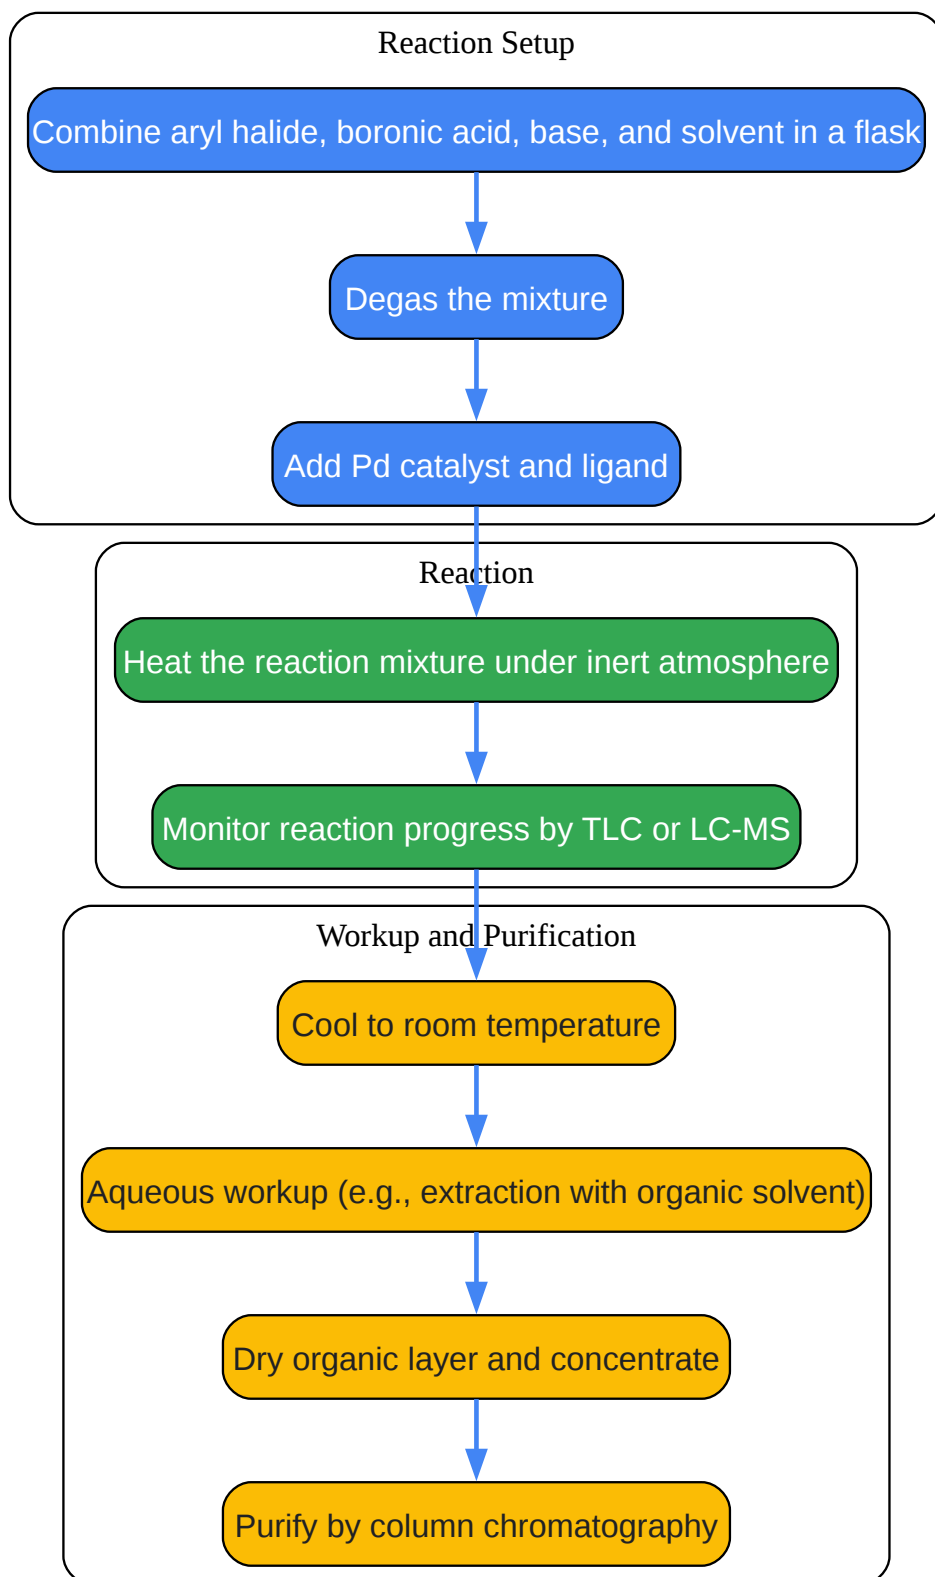 Reaction Setup
Combine aryl halide, boronic acid, base, and solvent in a flask
Degas the mixture
Add Pd catalyst and ligand
Reaction
Heat the reaction mixture under inert atmosphere
Monitor reaction progress by TLC or LC-MS
Workup and Purification
Cool to room temperature
Aqueous workup (e.g., extraction with organic solvent)
Dry organic layer and concentrate
Purify by column chromatography